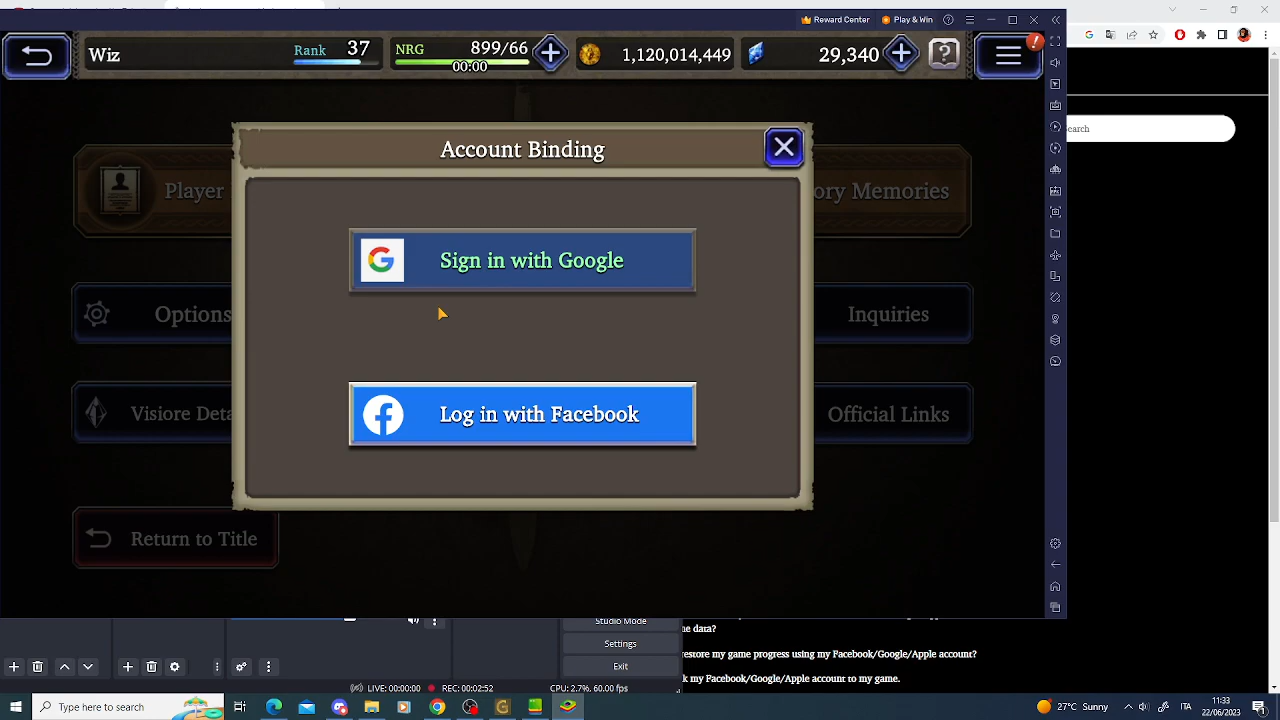 Reward Center
Play & Win
Wiz
Rank 37
NRG 899/66
00:00
1,120,014,449
29,340
Account Binding
Player
ory Memories
earch
Sign in with Google
Options
Inquiries
Log in with Facebook
Visiore Deta
Official Links
Return to Title
Studio Mode
Settings
Exit
me data?
restore my game progress using my Facebook/Google/Apple account?
k my Facebook/Google/Apple account to my game.
LIVE: 00:00:00
REC: 00:02:52
CPU: 2.7%, 60.00 fps
Type here to search
27°C Sunny
ITA
11:33
22/06/2023